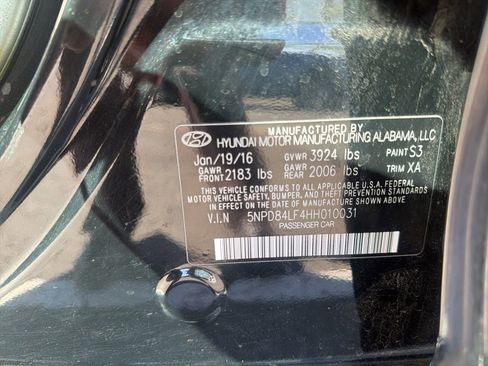 MANUFACTURED BY
HYUNDAI MOTOR MANUFACTURING ALABAMA, LLC
Jan/19/16 GVWR 3924 lbs PAINT S3
GAWR FRONT 2183 lbs GAWR REAR 2006 lbs TRIM XA
THIS VEHICLE CONFORMS TO ALL APPLICABLE U.S.A. FEDERAL
MOTOR VEHICLE SAFETY, BUMPER, AND THEFT PREVENTION STANDARDS
IN EFFECT ON THE DATE OF MANUFACTURE SHOWN ABOVE
V.I.N 5NPD84LF4HH010031
PASSENGER CAR